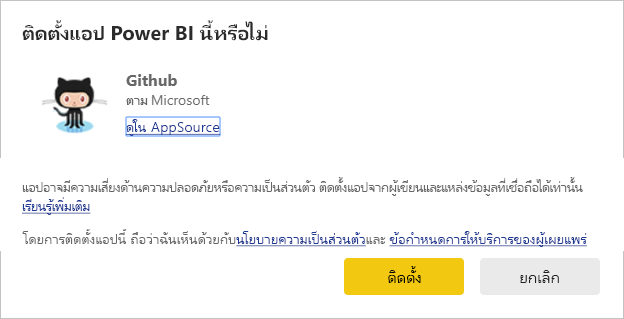 ติดตั้งแอป Power BI นี้หรือไม่
Github
ตาม Microsoft
ดูใน AppSource
แอปอาจมีความเสี่ยงด้านความปลอดภัยหรือความเป็นส่วนตัว ติดตั้งแอปจากผู้เขียนและแหล่งข้อมูลที่เชื่อถือได้เท่านั้น
เรียนรู้เพิ่มเติม
โดยการติดตั้งแอปนี้ ถือว่าฉันเห็นด้วยกับนโยบายความเป็นส่วนตัวและ ข้อกำหนดการให้บริการของผู้เผยแพร่
ติดตั้ง
ยกเลิก